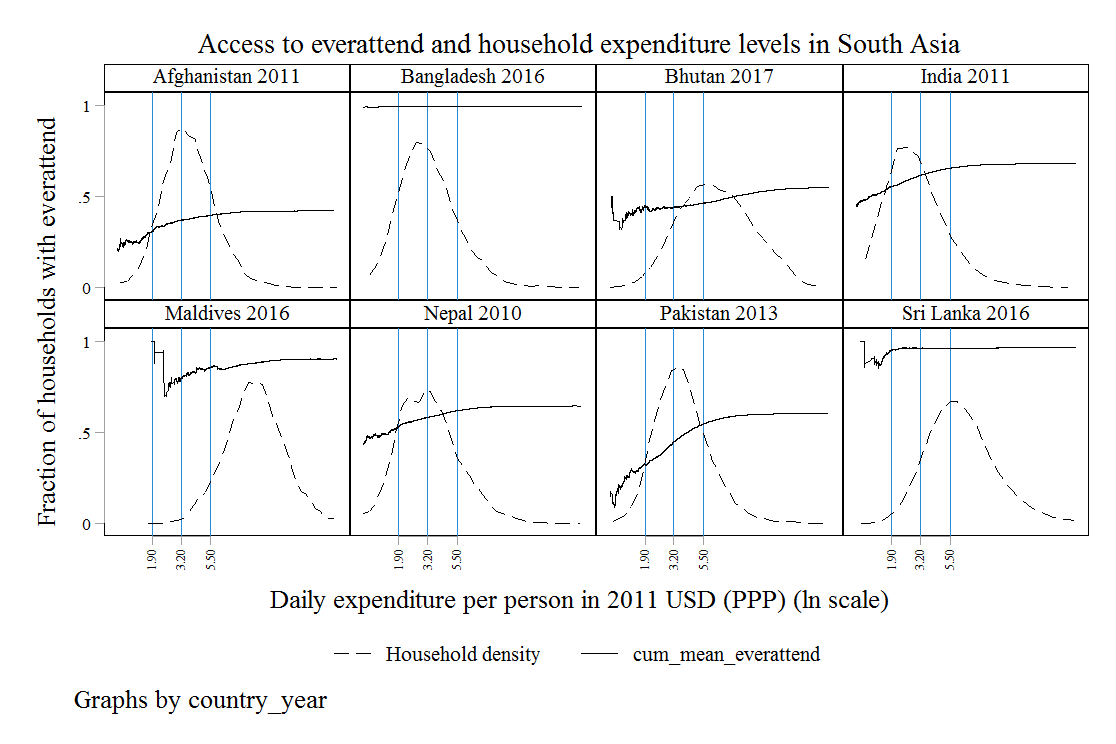 Access to everattend and household expenditure levels in South Asia
Afghanistan 2011
Bangladesh 2016
Bhutan 2017
India 2011
Maldives 2016
Nepal 2010
Pakistan 2013
Sri Lanka 2016
Fraction of households with everattend
1
.5
0
1
.5
0
1.90
3.20
5.50
1.90
3.20
5.50
1.90
3.20
5.50
1.90
3.20
5.50
Daily expenditure per person in 2011 USD (PPP) (ln scale)
Household density
cum_mean_everattend
Graphs by country_year